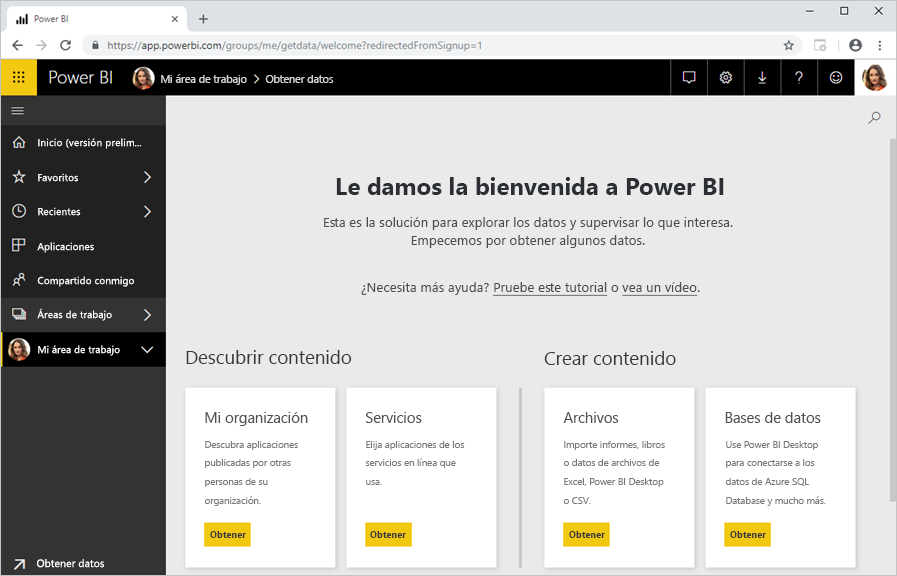 Power BI
https://app.powerbi.com/groups/me/getdata/welcome?redirectedFromSignup=1
Power BI
Mi área de trabajo > Obtener datos
?
Inicio (versión prelim...
Favoritos
Recientes
Aplicaciones
Compartido conmigo
Áreas de trabajo
Mi área de trabajo
Obtener datos
Le damos la bienvenida a Power BI
Esta es la solución para explorar los datos y supervisar lo que interesa.
Empecemos por obtener algunos datos.
¿Necesita más ayuda? Pruebe este tutorial o vea un vídeo.
Descubrir contenido
Mi organización
Descubra aplicaciones
publicadas por otras
personas de su
organización.
Obtener
Servicios
Elija aplicaciones de los
servicios en línea que
usa.
Obtener
Crear contenido
Archivos
Importe informes, libros
o datos de archivos de
Excel, Power BI Desktop
o CSV.
Obtener
Bases de datos
Use Power BI Desktop
para conectarse a los
datos de Azure SQL
Database y mucho más.
Obtener